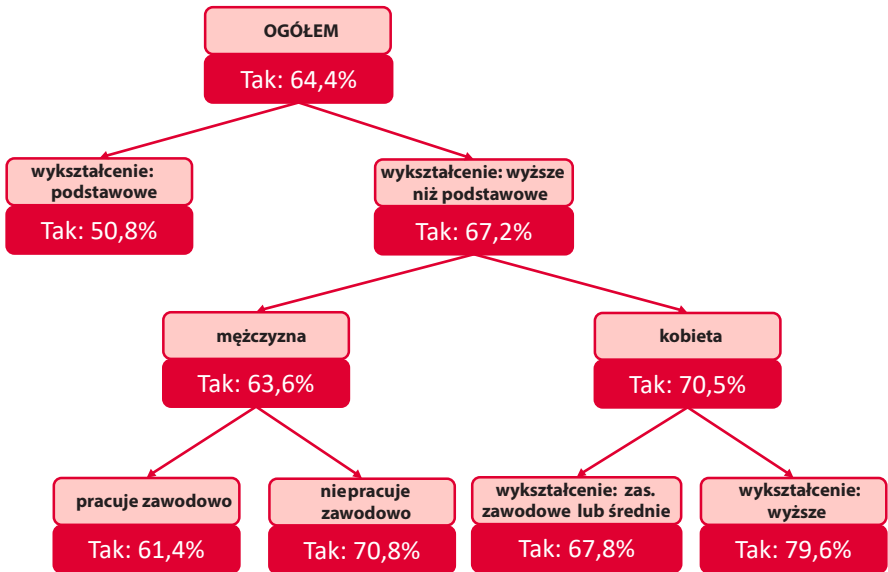 OGÓŁEM
Tak: 64,4%
wykształcenie:
podstawowe
Tak: 50,8%
wykształcenie: wyższe
niż podstawowe
Tak: 67,2%
mężczyzna
Tak: 63,6%
kobieta
Tak: 70,5%
pracuje zawodowo
Tak: 61,4%
nie pracuje
zawodowo
Tak: 70,8%
wykształcenie: zas.
zawodowe lub średnie
Tak: 67,8%
wykształcenie:
wyższe
Tak: 79,6%